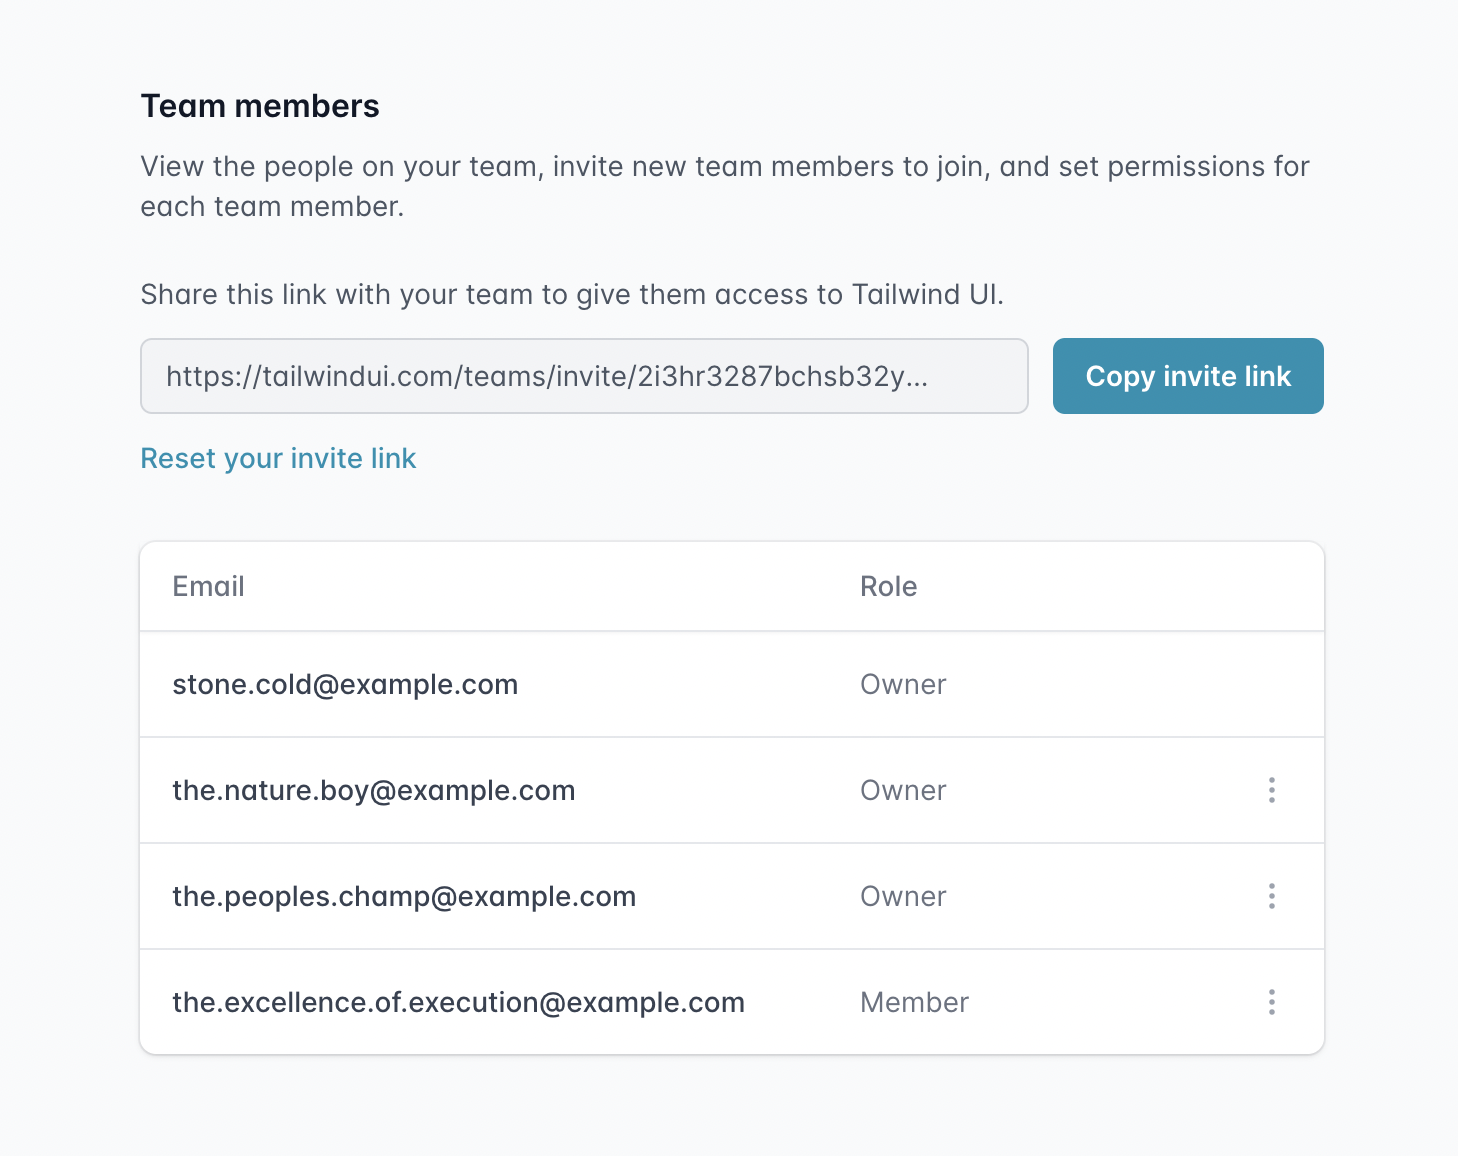 Team members
View the people on your team, invite new team members to join, and set permissions for
each team member.
Share this link with your team to give them access to Tailwind UI.
https://tailwindui.com/teams/invite/2i3hr3287bchsb32y... Copy invite link
Reset your invite link
Email Role
stone.cold@example.com Owner
the.nature.boy@example.com Owner
the.peoples.champ@example.com Owner
the.excellence.of.execution@example.com Member